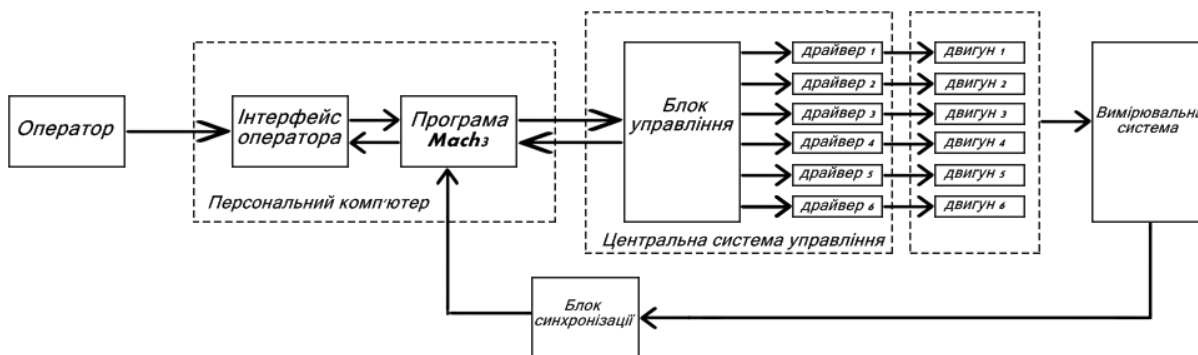 Оператор
Інтерфейс
оператора
Програма
Mach3
Персональний комп'ютер
Блок
управління
драйвер 1
драйвер 2
драйвер 3
драйвер 4
драйвер 5
драйвер 6
Центральна система управління
двигун 1
двигун 2
двигун 3
двигун 4
двигун 5
двигун 6
Вимірювальна
система
Блок
синхронізації